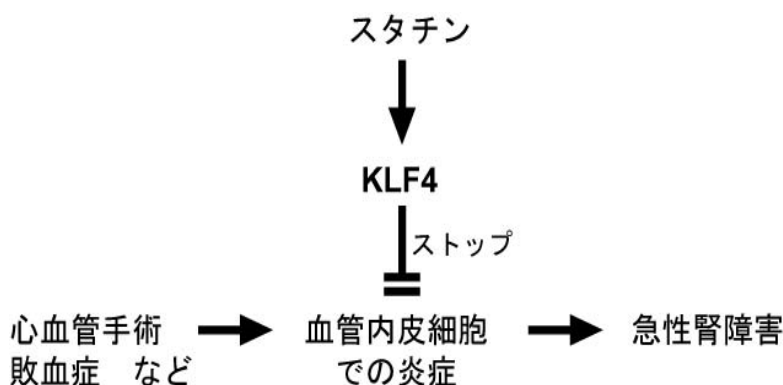 スタチン
KLF4
ストップ
心血管手術
敗血症　など
血管内皮細胞
での炎症
急性腎障害